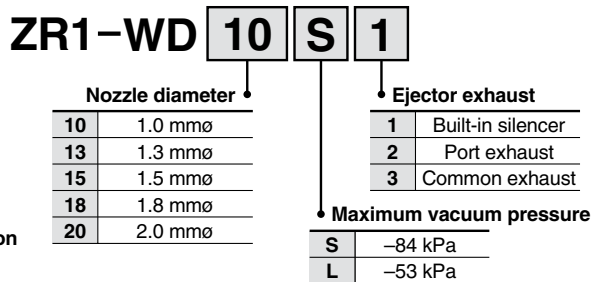 ZR1–WD 10 S 1
Nozzle diameter
10 1.0 mmø
13 1.3 mmø
15 1.5 mmø
18 1.8 mmø
20 2.0 mmø
Ejector exhaust
1 Built-in silencer
2 Port exhaust
3 Common exhaust
Maximum vacuum pressure
S –84 kPa
L –53 kPa
on